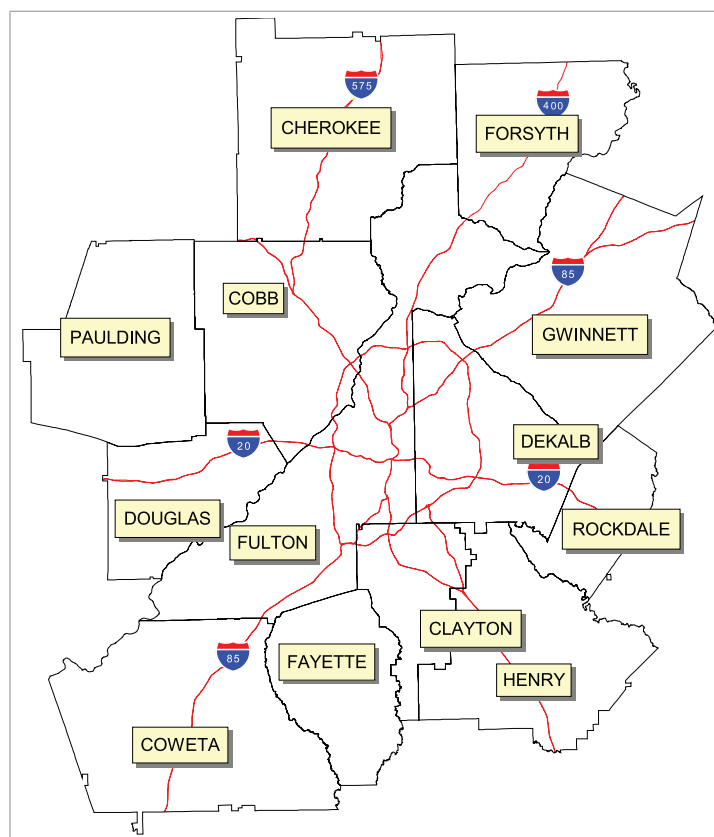 575
CHEROKEE
400
FORSYTH
85
COBB
PAULDING
GWINNETT
20
DEKALB
20
DOUGLAS
FULTON
ROCKDALE
CLAYTON
85
FAYETTE
HENRY
COWETA